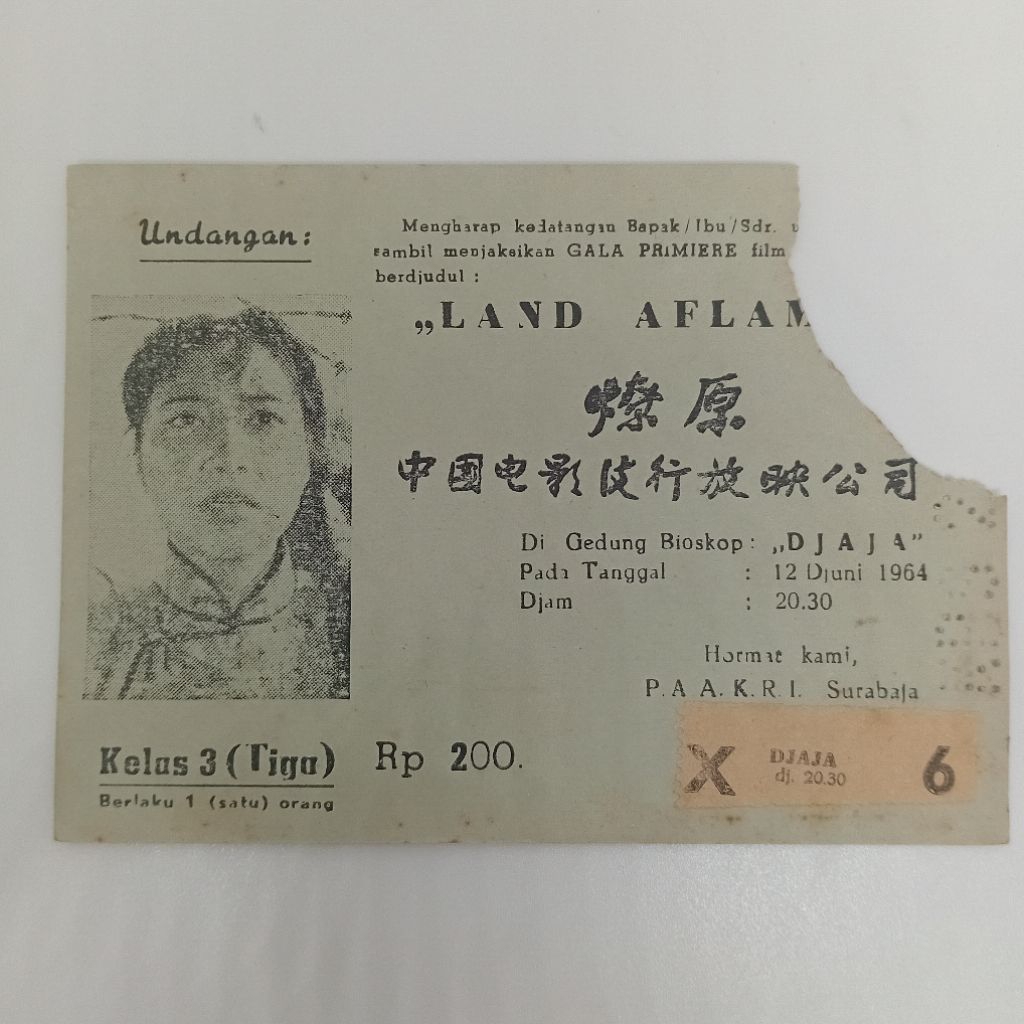 Undangan:
Mengharap kedatangan Bapak/Ibu/Sdr.
sambil menjaksikan GALA PRIMIERE film
berdjudul :
„LAND AFLAM
燎原
中国电影发行放映公司
Di Gedung Bioskop : „DJAJA”
Pada Tanggal : 12 Djuni 1964
Djam : 20.30
Hormat kami,
P.A A.K.R.I. Surabaja
Kelas 3 (Tiga)
Berlaku 1 (satu) orang
Rp 200.
X DJAJA 6
dj. 20.30